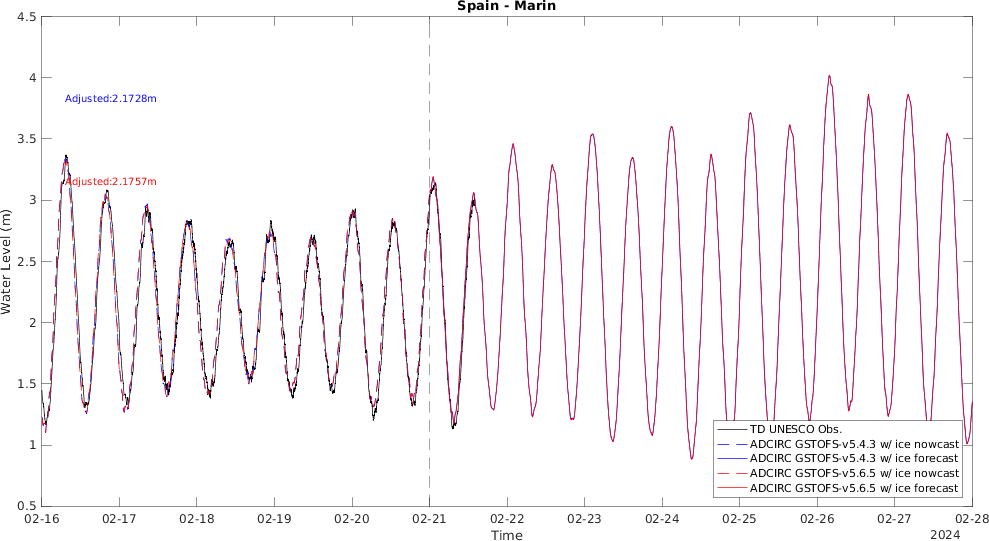 Spain - Marin
Water Level (m)
4.5
4
3.5
3
2.5
2
1.5
1
0.5
Adjusted:2.1728m
Adjusted:2.1757m
TD UNESCO Obs.
ADCIRC GSTOFS-v5.4.3 w/ ice nowcast
ADCIRC GSTOFS-v5.4.3 w/ ice forecast
ADCIRC GSTOFS-v5.6.5 w/ ice nowcast
ADCIRC GSTOFS-v5.6.5 w/ ice forecast
02-16 02-17 02-18 02-19 02-20 02-21 02-22 02-23 02-24 02-25 02-26 02-27 02-28
Time
2024